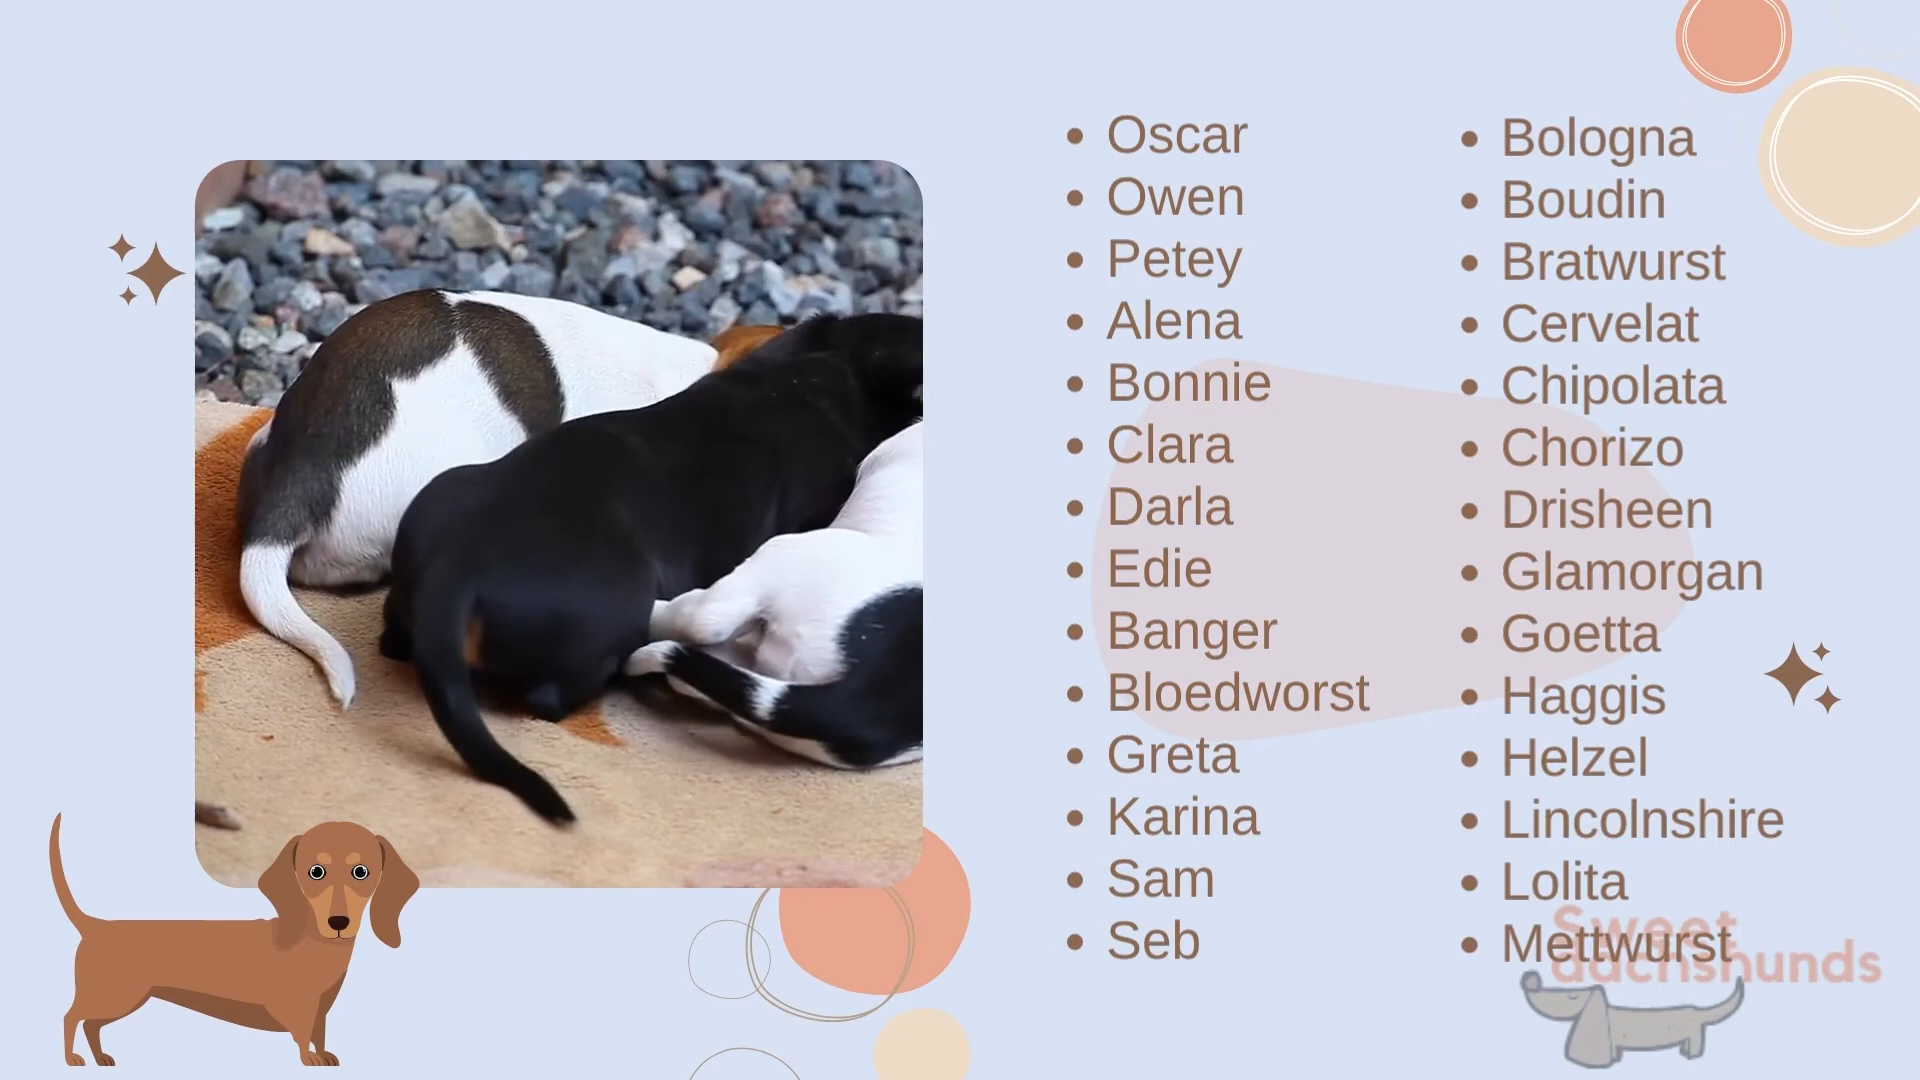 Oscar
Owen
Petey
Alena
Bonnie
Clara
Darla
Edie
Banger
Bloedworst
Greta
Karina
Sam
Seb
Bologna
Boudin
Bratwurst
Cervelat
Chipolata
Chorizo
Drisheen
Glamorgan
Goetta
Haggis
Helzel
Lincolnshire
Lolita
Mettwurst
Sweet
dachshunds